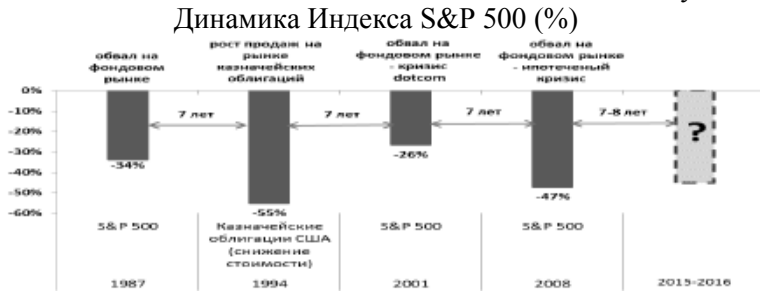 Динамика Индекса S&P 500 (%)
обвал на фондовом рынке
рост продаж на рынке казначейских облигаций
обвал на фондовом рынке - кризис dotcom
обвал на фондовом рынке - ипотеченый кризис
0%
-10%
-20%
-30%
-40%
-50%
-60%
7 лет
7 лет
7 лет
7-8 лет
-34%
-55%
-26%
-47%
?
S&P 500
Казначейские облигации США (снижение стоимости)
S&P 500
S&P 500
1987
1994
2001
2008
2015-2016